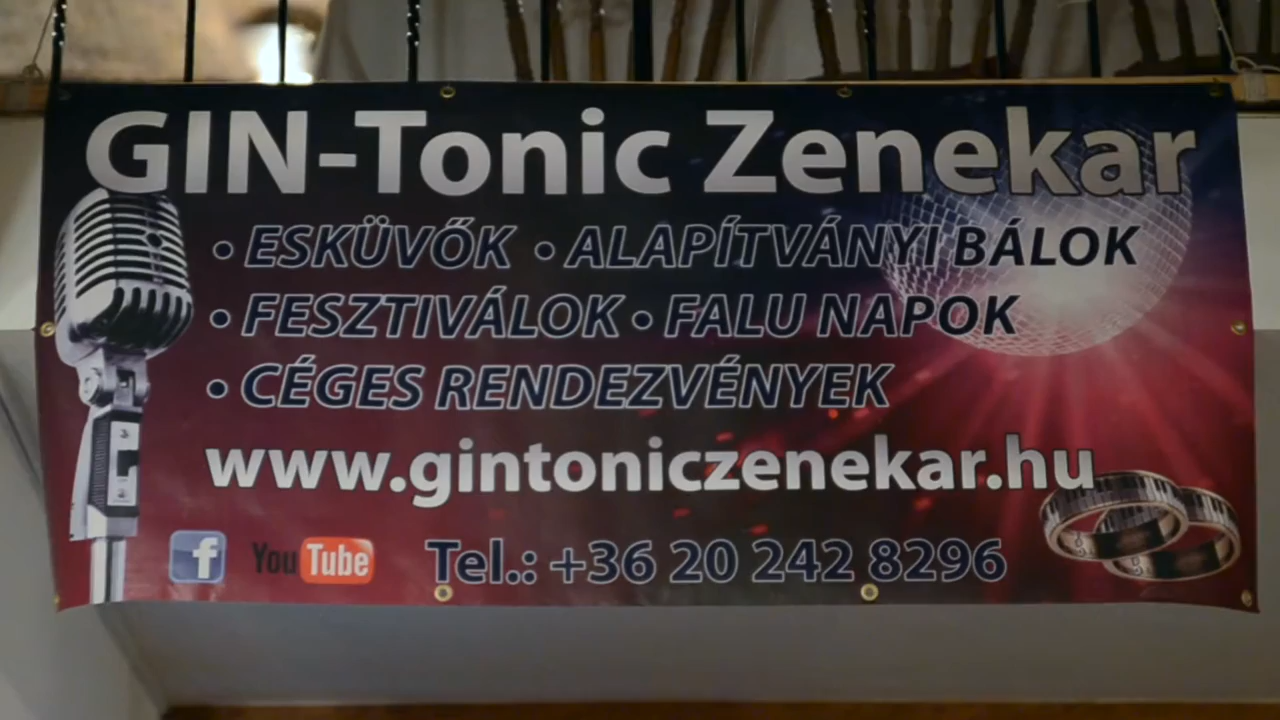 GIN-Tonic Zenekar
• ESKÜVŐK • ALAPÍTVÁNYI BÁLOK
• FESZTIVÁLOK • FALU NAPOK
• CÉGES RENDEZVÉNYEK
www.gintoniczenekar.hu
f YouTube Tel.: +36 20 242 8296